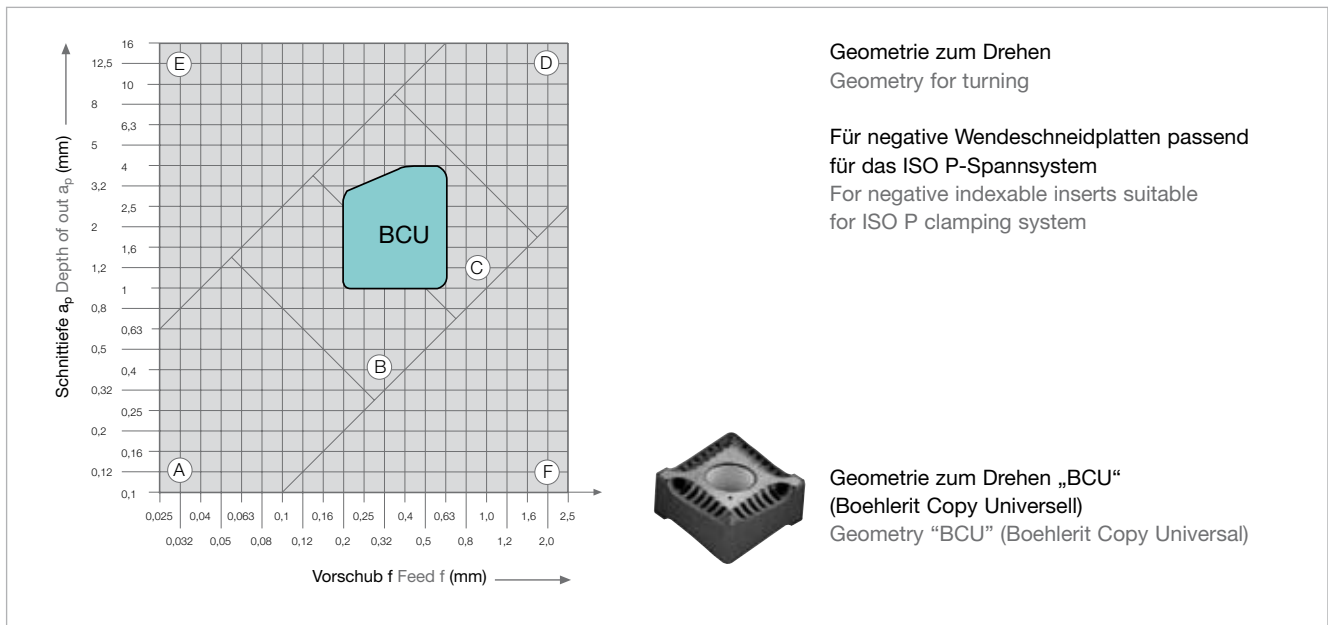 16
12,5
10
8
6,3
5
4
3,2
2,5
2
1,6
1,2
1
0,8
0,63
0,5
0,4
0,32
0,25
0,2
0,16
0,12
0,1
Schnittiefe ap Depth of out ap (mm)
E
D
BCU
C
B
A
F
0,025 0,04 0,063 0,1 0,16 0,25 0,4 0,63 1,0 1,6 2,5
0,032 0,05 0,08 0,12 0,2 0,32 0,5 0,8 1,2 2,0
Vorschub f Feed f (mm)
Geometrie zum Drehen
Geometry for turning
Für negative Wendeschneidplatten passend
für das ISO P-Spannsystem
For negative indexable inserts suitable
for ISO P clamping system
Geometrie zum Drehen „BCU“
(Boehlerit Copy Universell)
Geometry “BCU” (Boehlerit Copy Universal)